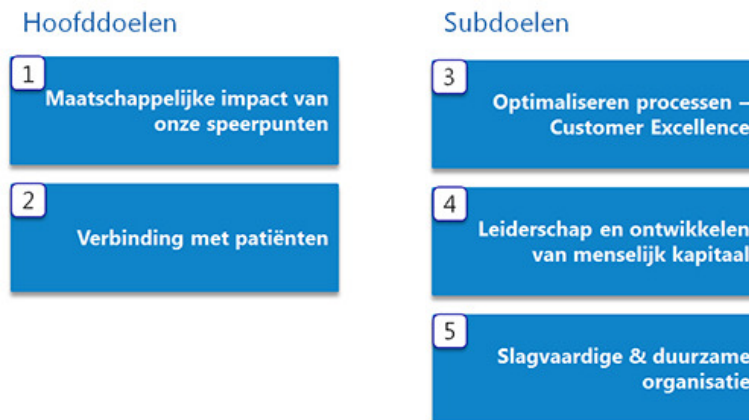 Hoofddoelen
1
Maatschappelijke impact van
onze speerpunten
2
Verbinding met patiënten
Subdoelen
3
Optimaliseren processen –
Customer Excellence
4
Leiderschap en ontwikkelen
van menselijk kapitaal
5
Slagvaardige & duurzame
organisatie